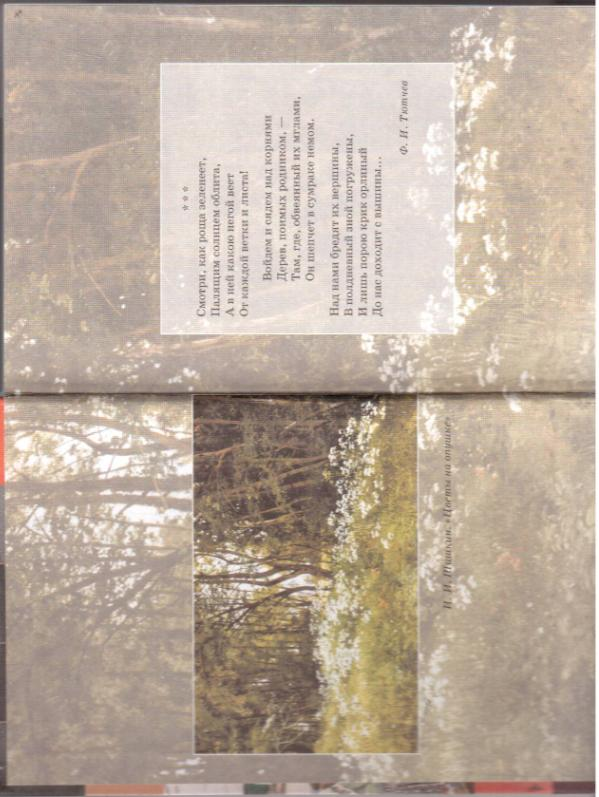 И. И. Шишкин. «Цветы на опушке»
* * *
Смотри, как роща зеленеет,
Палящим солнцем облита,
А в ней какою негой веет
От каждой ветки и листа!
Войдем и сядем над корнями
Дерев, поимых родником, —
Там, где, обвеянный их мглами,
Он шепчет в сумраке немом.
Над нами бредят их вершины,
В полдневный зной погружены,
И лишь порою крик орлиный
До нас доходит с вышины...
Ф. И. Тютчев